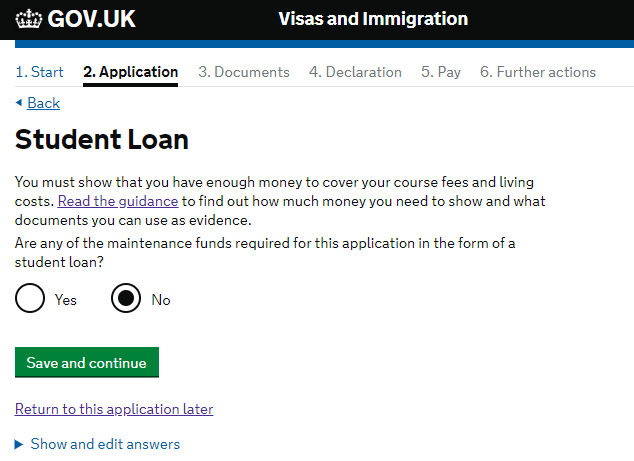 GOV.UK Visas and Immigration
1. Start 2. Application 3. Documents 4. Declaration 5. Pay 6. Further actions
Back
Student Loan
You must show that you have enough money to cover your course fees and living
costs. Read the guidance to find out how much money you need to show and what
documents you can use as evidence.
Are any of the maintenance funds required for this application in the form of a
student loan?
Yes No
Save and continue
Return to this application later
Show and edit answers